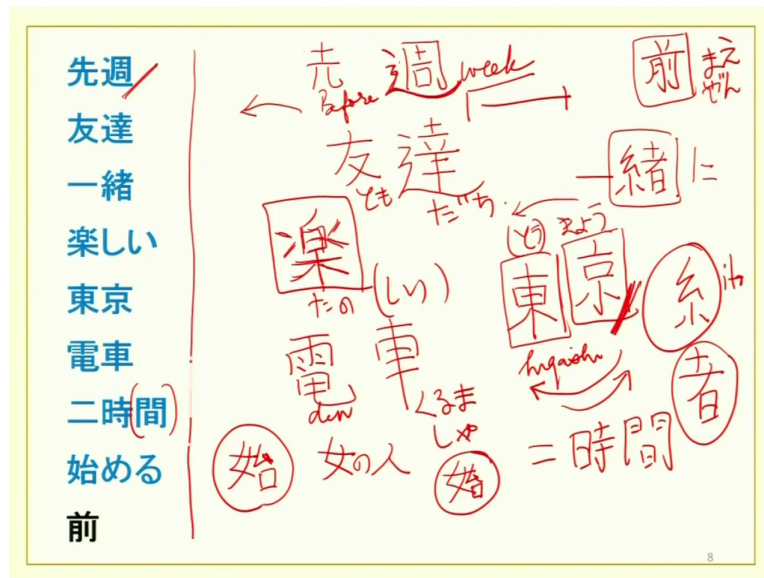 先週
友達
一緒
楽しい
東京
電車
二時(間)
始める
前
先週 week
Before
前 まえ
ぜん
友達
とも だち
一緒に
楽(しい)
たの
とう きょう
東京
higashi
糸 ito
者
電車
den くるま
しゃ
始 女の人
二時間
8